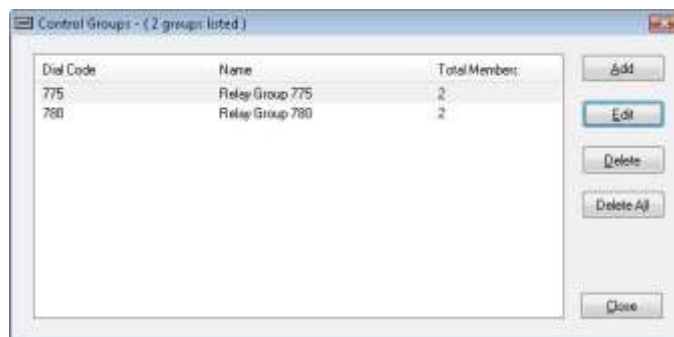 Control Groups - ( 2 groups listed )
Dial Code Name Total Members:
775 Relay Group 775 2
780 Relay Group 780 2
Add
Edit
Delete
Delete All
Close